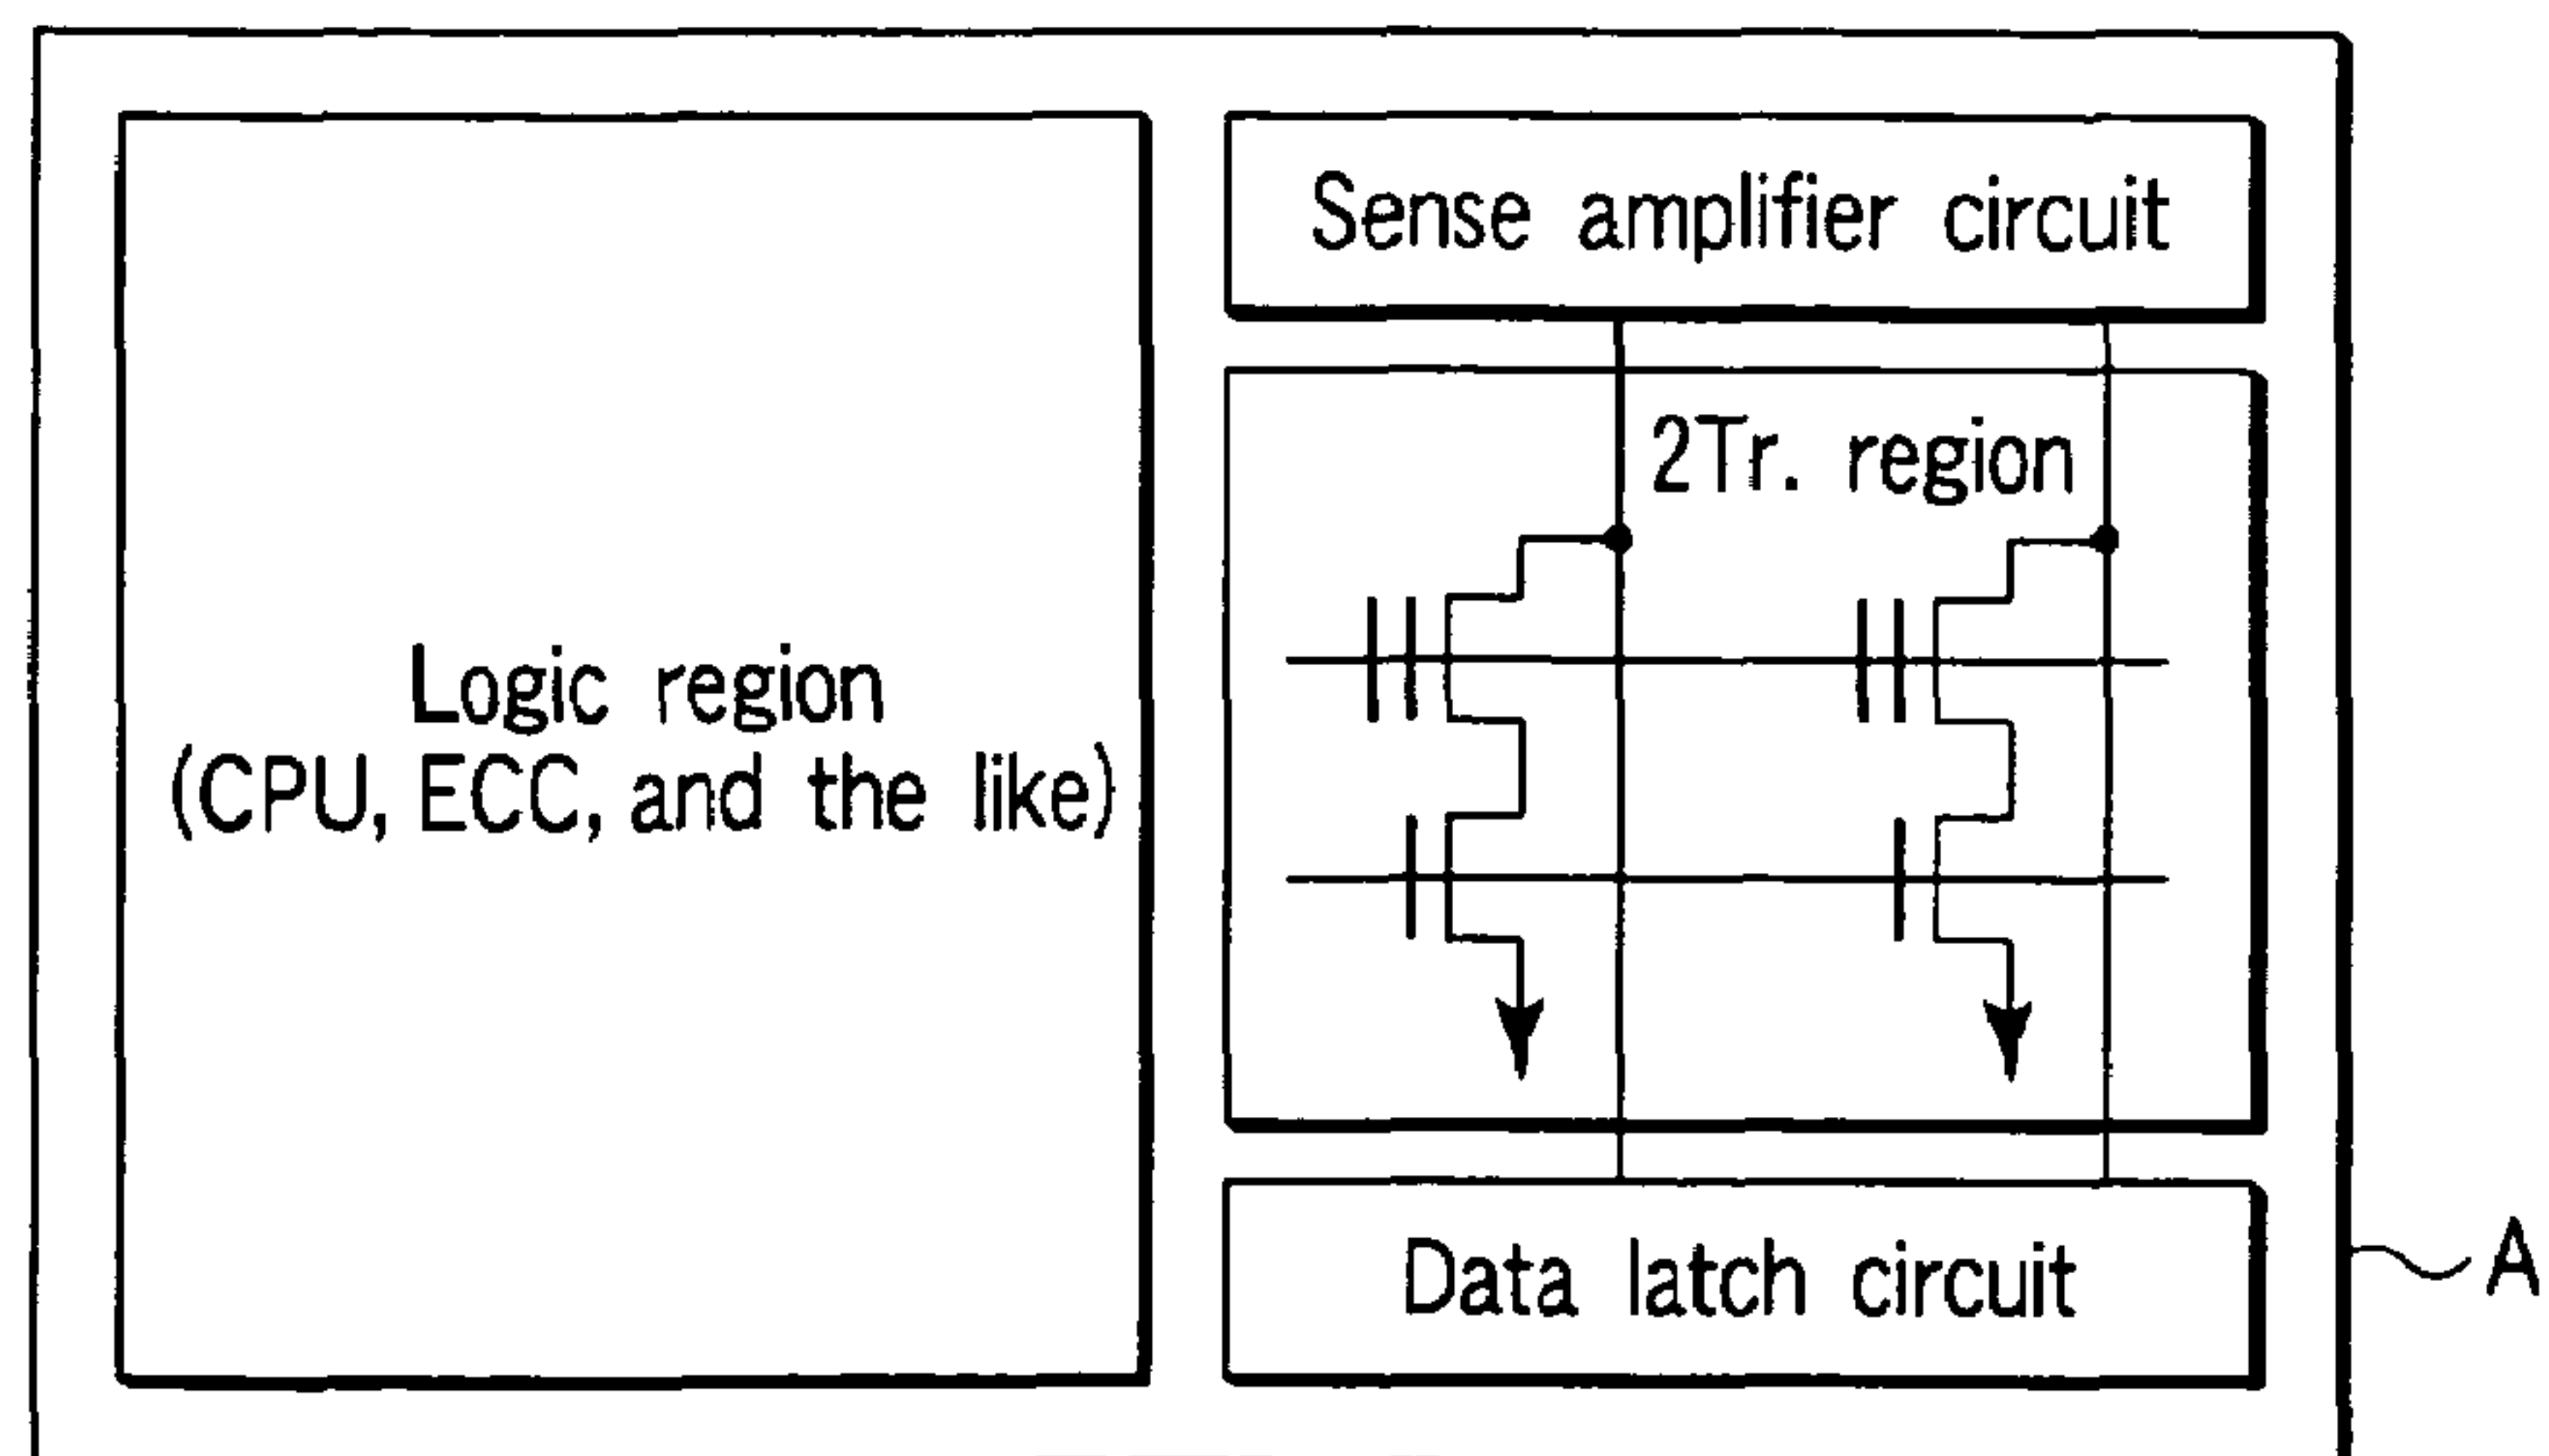 Logic region
(CPU, ECC, and the like)
Sense amplifier circuit
2Tr. region
Data latch circuit
A